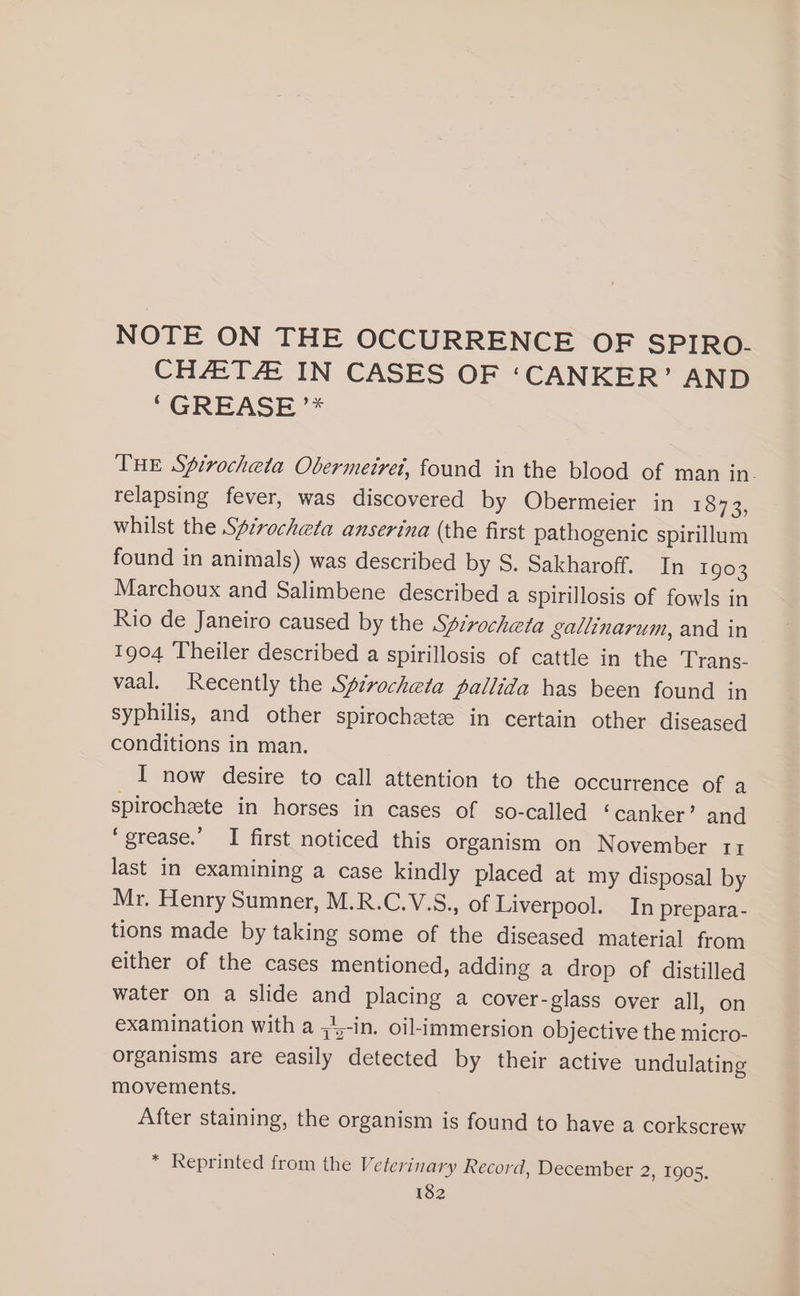 NOTE ON THE OCCURRENCE OF SPIRO-
CHÆTÆ IN CASES OF ‘CANKER’ AND
‘GREASE’*
THE Spirochæta Obermeirei, found in the blood of man in
relapsing fever, was discovered by Obermeier in 1873,
whilst the Spirochæta anserina (the first pathogenic spirillum
found in animals) was described by S. Sakharoff. In 1903
Marchoux and Salimbene described a spirillosis of fowls in
Rio de Janeiro caused by the Spirochæta gallinarum, and in
1904 Theiler described a spirillosis of cattle in the Trans-
vaal. Recently the Spirochæta pallida has been found in
syphilis, and other spirochætæ in certain other diseased
conditions in man.
I now desire to call attention to the occurrence of a
spirochæte in horses in cases of so-called ‘canker’ and
‘grease.’ I first noticed this organism on November 11
last in examining a case kindly placed at my disposal by
Mr. Henry Sumner, M.R.C.V.S., of Liverpool. In prepara-
tions made by taking some of the diseased material from
either of the cases mentioned, adding a drop of distilled
water on a slide and placing a cover-glass over all, on
examination with a 1/12-in. oil-immersion objective the micro-
organisms are easily detected by their active undulating
movements.
After staining, the organism is found to have a corkscrew
* Reprinted from the Veterinary Record, December 2, 1905.
182